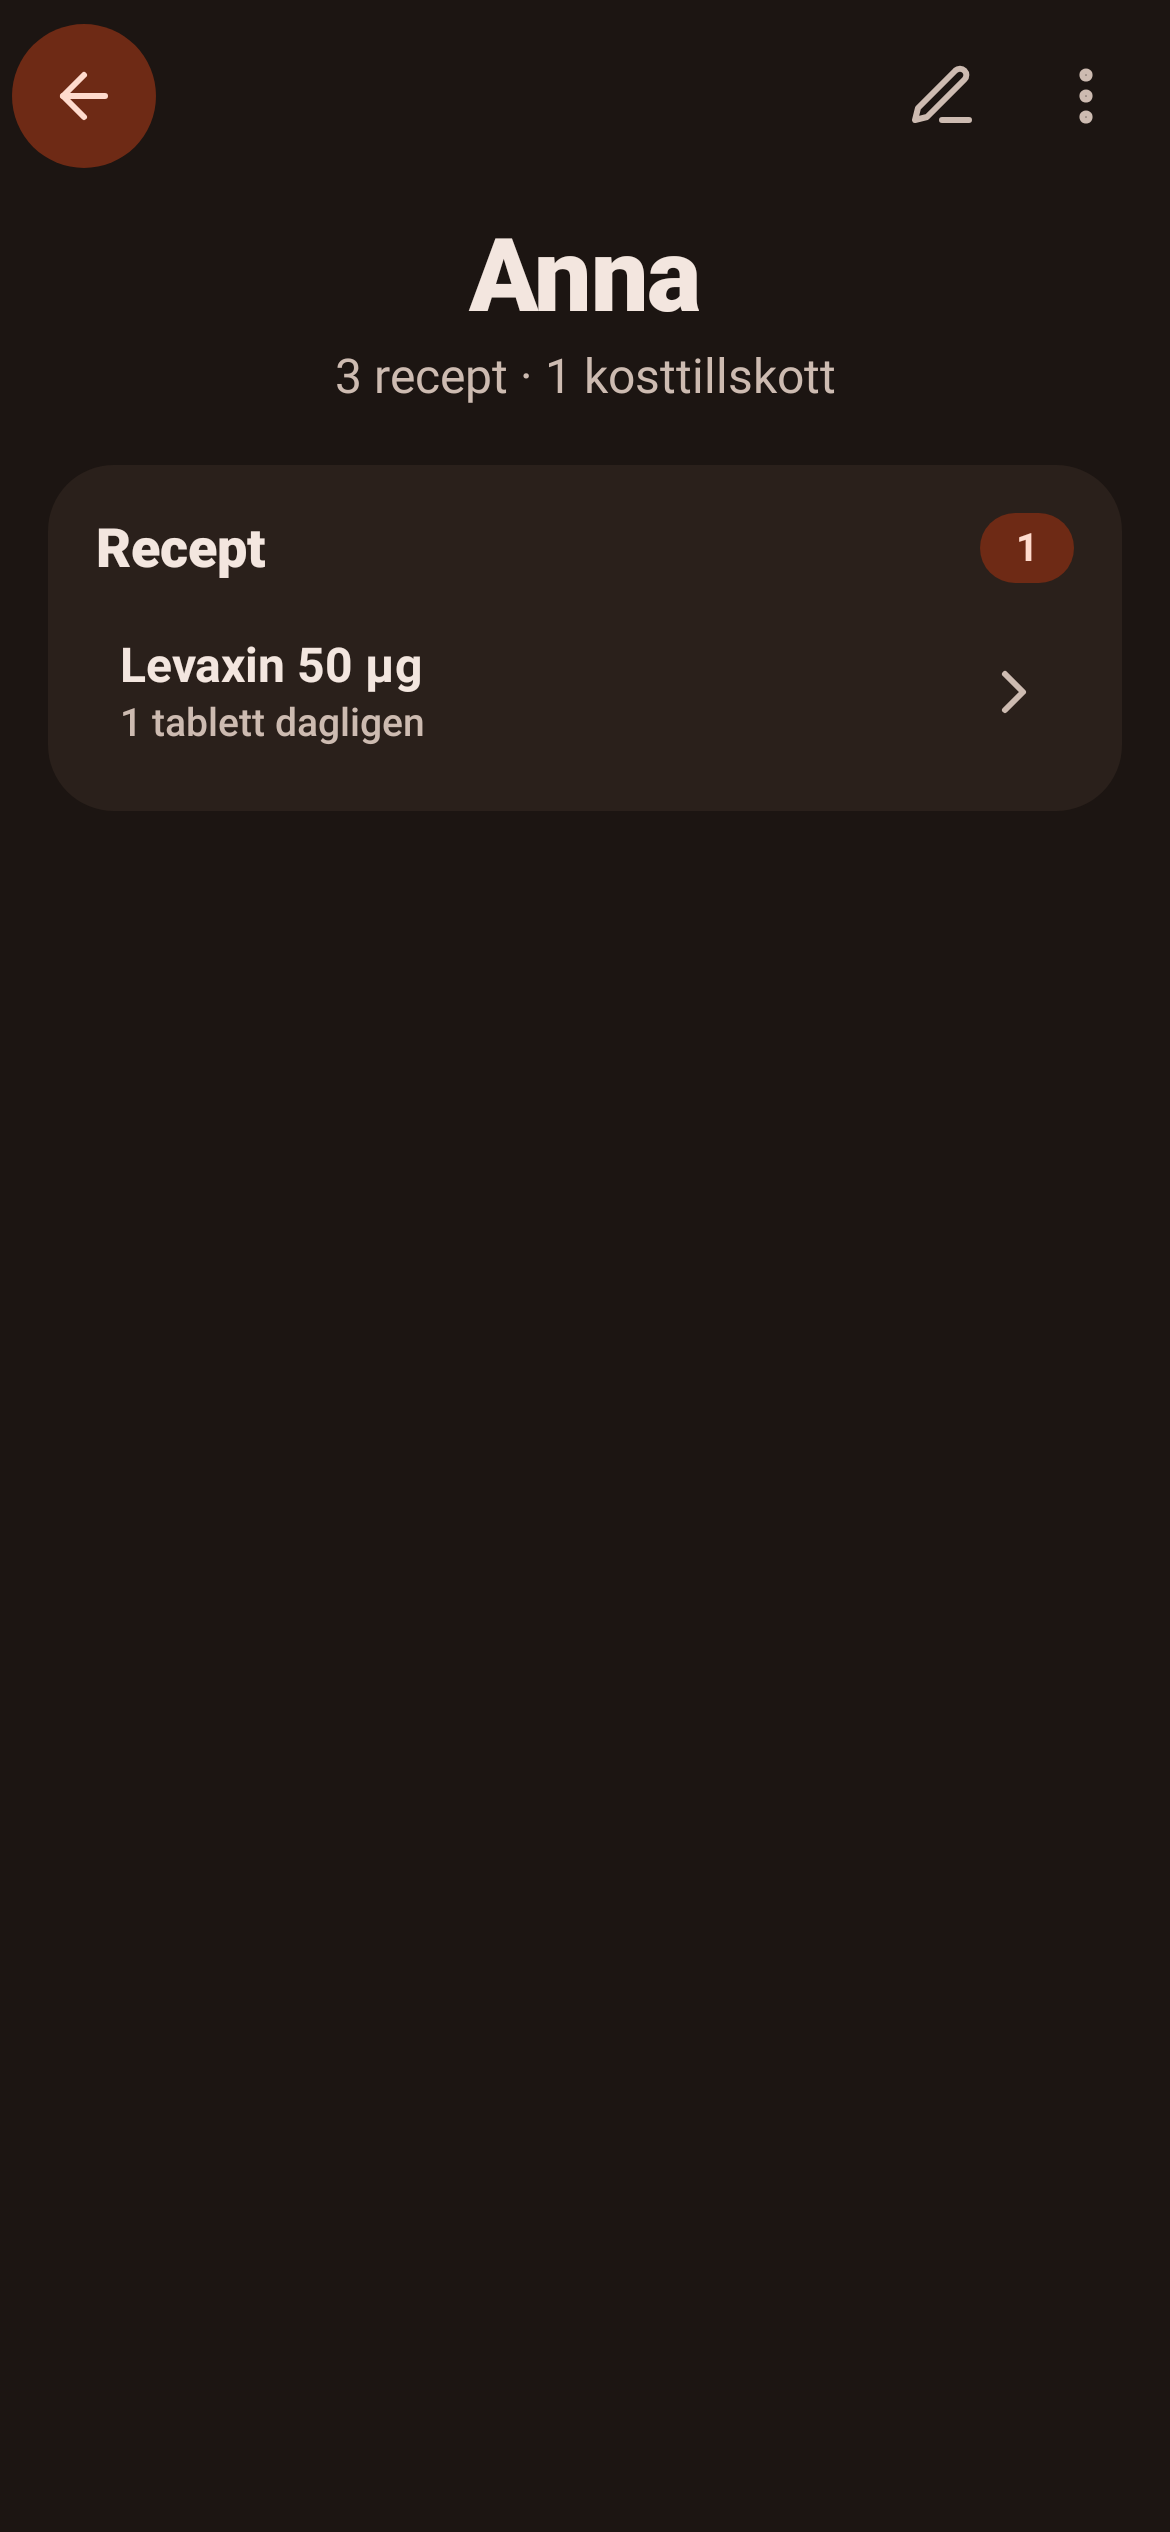 Anna
3 recept · 1 kosttillskott
Recept
1
Levaxin 50 µg
1 tablett dagligen